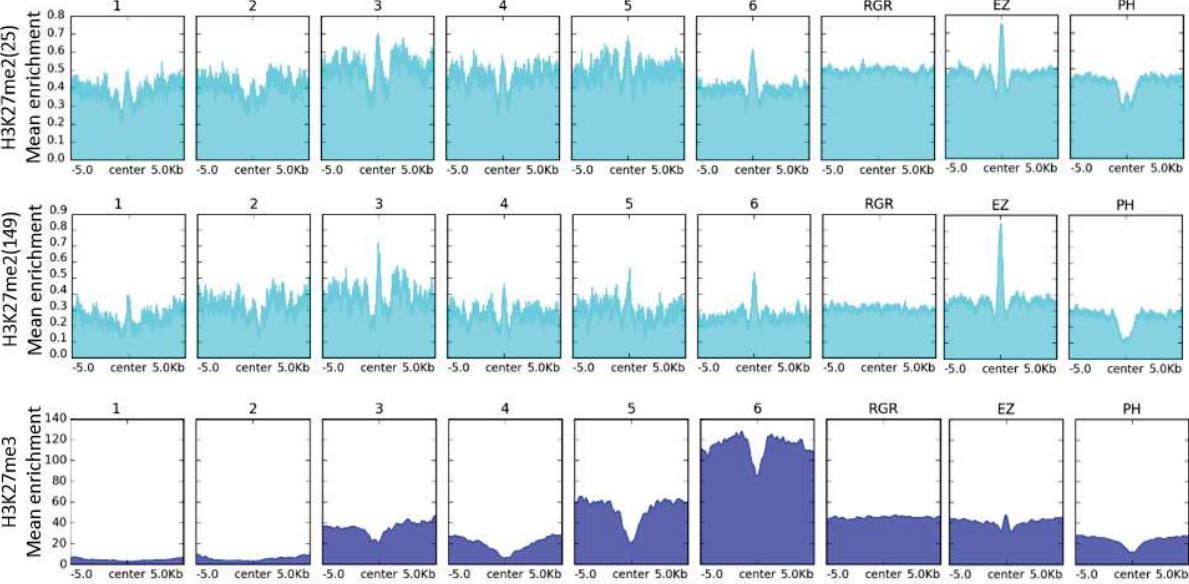 1 2 3 4 5 6 RGR EZ PH
H3K27me2(25)
Mean enrichment
0.8
0.7
0.6
0.5
0.4
0.3
0.2
0.1
0.0
-5.0 center 5.0Kb -5.0 center 5.0Kb -5.0 center 5.0Kb -5.0 center 5.0Kb -5.0 center 5.0Kb -5.0 center 5.0Kb -5.0 center 5.0Kb -5.0 center 5.0Kb -5.0 center 5.0Kb
1 2 3 4 5 6 RGR EZ PH
H3K27me2(149)
Mean enrichment
0.9
0.8
0.7
0.6
0.5
0.4
0.3
0.2
0.1
0.0
-5.0 center 5.0Kb -5.0 center 5.0Kb -5.0 center 5.0Kb -5.0 center 5.0Kb -5.0 center 5.0Kb -5.0 center 5.0Kb -5.0 center 5.0Kb -5.0 center 5.0Kb -5.0 center 5.0Kb
1 2 3 4 5 6 RGR EZ PH
H3K27me3
Mean enrichment
140
120
100
80
60
40
20
0
-5.0 center 5.0Kb -5.0 center 5.0Kb -5.0 center 5.0Kb -5.0 center 5.0Kb -5.0 center 5.0Kb -5.0 center 5.0Kb -5.0 center 5.0Kb -5.0 center 5.0Kb -5.0 center 5.0Kb